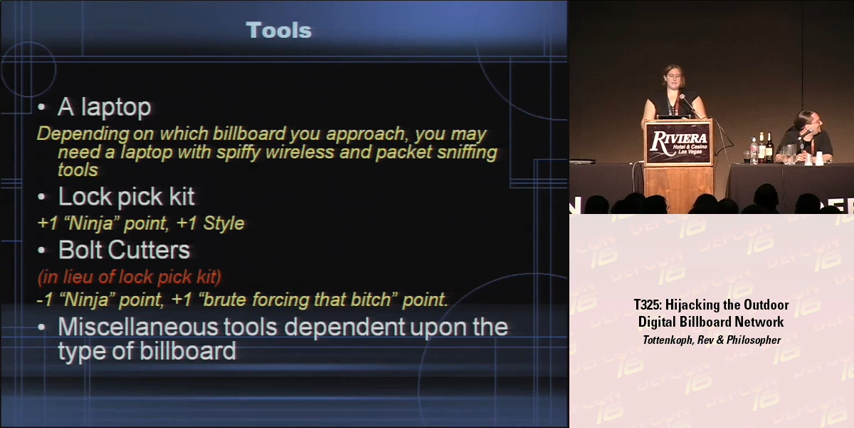 Tools
• A laptop
Depending on which billboard you approach, you may
need a laptop with spiffy wireless and packet sniffing
tools
• Lock pick kit
+1 “Ninja” point, +1 Style
• Bolt Cutters
(in lieu of lock pick kit)
-1 “Ninja” point, +1 “brute forcing that bitch” point.
• Miscellaneous tools dependent upon the
type of billboard
RIVIERA
Hotel & Casino
Las Vegas
T325: Hijacking the Outdoor
Digital Billboard Network
Tottenkoph, Rev & Philosopher
DEFCON
16